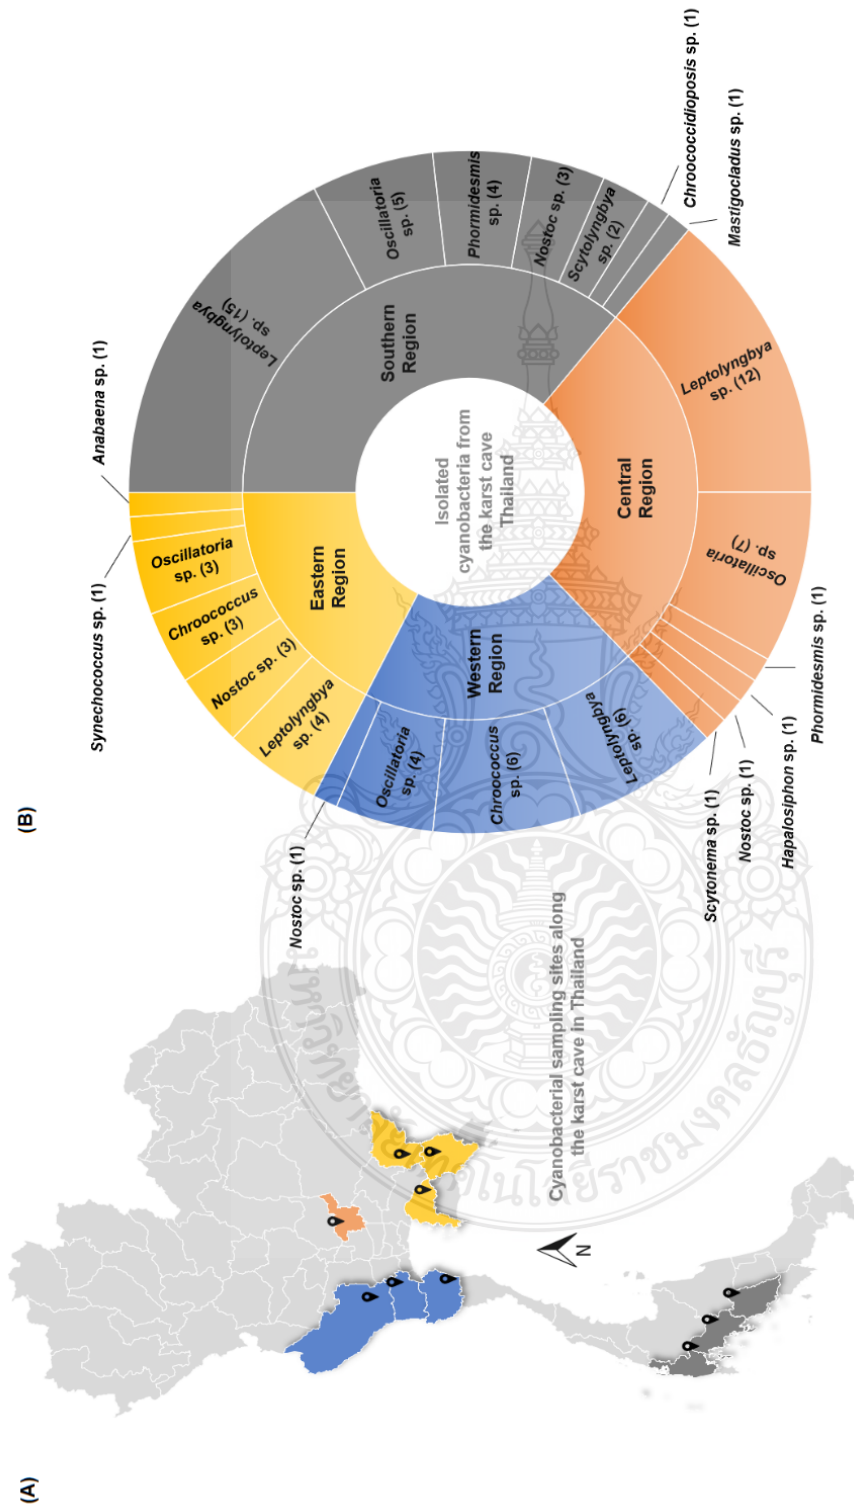 (A)
N
Cyanobacterial sampling sites along
the karst cave in Thailand
(B)
Isolated
cyanobacteria from
the karst cave
Thailand
Southern
Region
Leptolyngbya
sp. (15)
Oscillatoria
sp. (5)
Phormidesmis
sp. (4)
Nostoc sp. (3)
Scytolyngbya
sp. (2)
Chroococcidioposis sp. (1)
Mastigocladus sp. (1)
Central
Region
Leptolyngbya
sp. (12)
Oscillatoria
sp. (7)
Phormidesmis sp. (1)
Hapalosiphon sp. (1)
Nostoc sp. (1)
Scytonema sp. (1)
Western
Region
Leptolyngbya
sp. (6)
Chroococcus
sp. (6)
Oscillatoria
sp. (4)
Nostoc sp. (1)
Eastern
Region
Leptolyngbya
sp. (4)
Nostoc sp. (3)
Chroococcus
sp. (3)
Oscillatoria
sp. (3)
Synechococcus sp. (1)
Anabaena sp. (1)